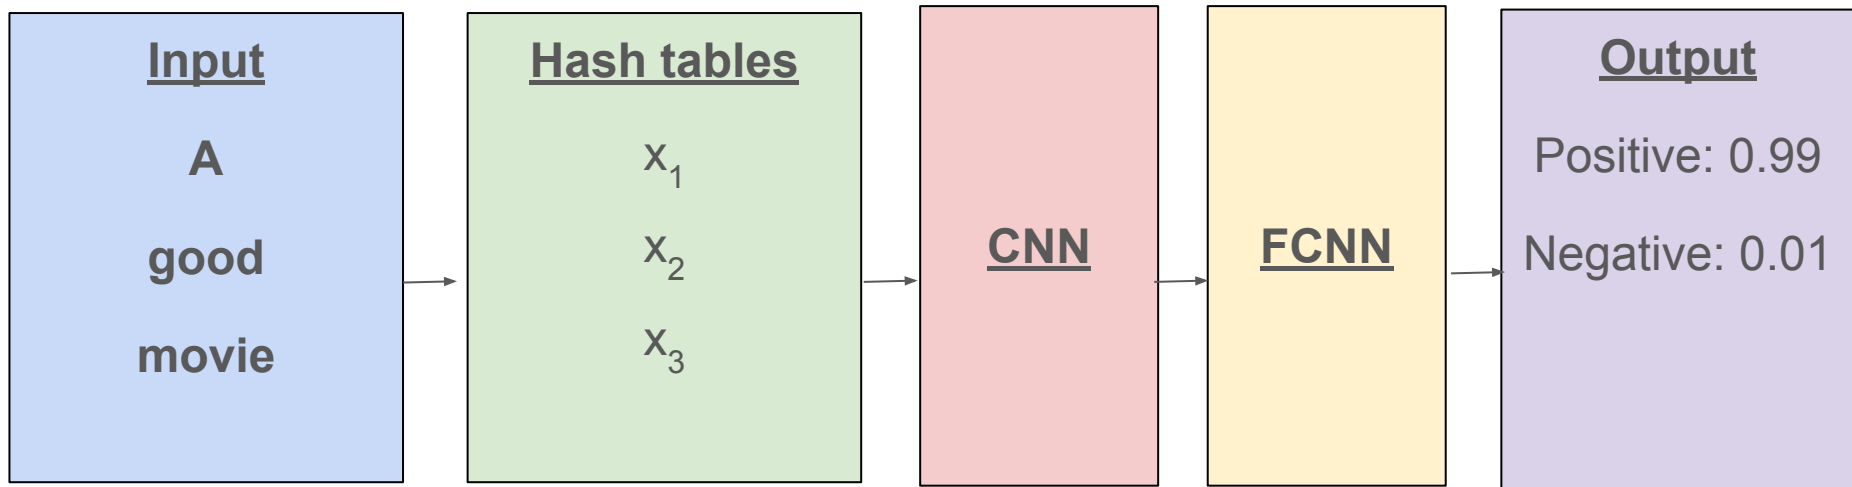 Input
A
good
movie
Hash tables
x₁
x₂
x₃
CNN
FCNN
Output
Positive: 0.99
Negative: 0.01